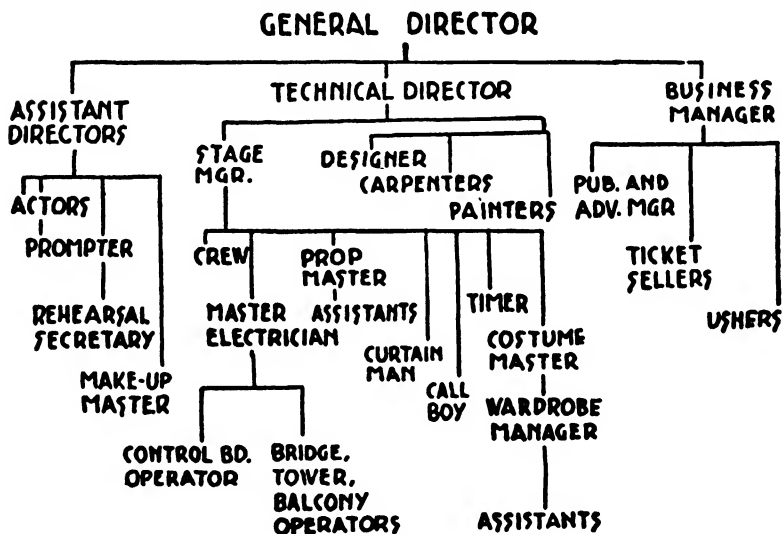 GENERAL DIRECTOR
ASSISTANT
DIRECTORS
TECHNICAL DIRECTOR
BUSINESS
MANAGER
ACTORS
PROMPTER
REHEARSAL
SECRETARY
MAKE-UP
MASTER
STAGE
MGR.
DESIGNER
CARPENTERS
PAINTERS
PUB. AND
ADV. MGR
TICKET
SELLERS
USHERS
CREW
MASTER
ELECTRICIAN
PROP
MASTER
ASSISTANTS
CURTAIN
MAN
CALL
BOY
TIMER
COSTUME
MASTER
WARDROBE
MANAGER
ASSISTANTS
CONTROL BD.
OPERATOR
BRIDGE,
TOWER,
BALCONY
OPERATORS